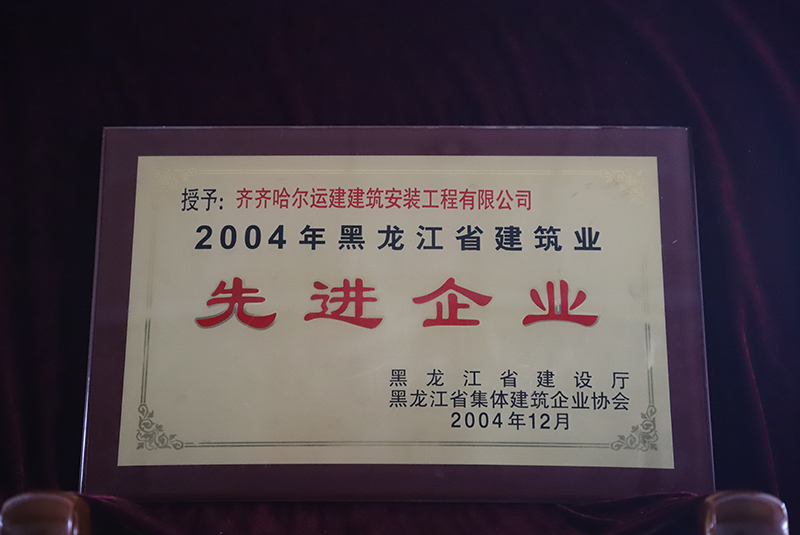 授予：齐齐哈尔运建建筑安装工程有限公司
2004年黑龙江省建筑业
先进企业
黑龙江省建设厅
黑龙江省集体建筑企业协会
2004年12月